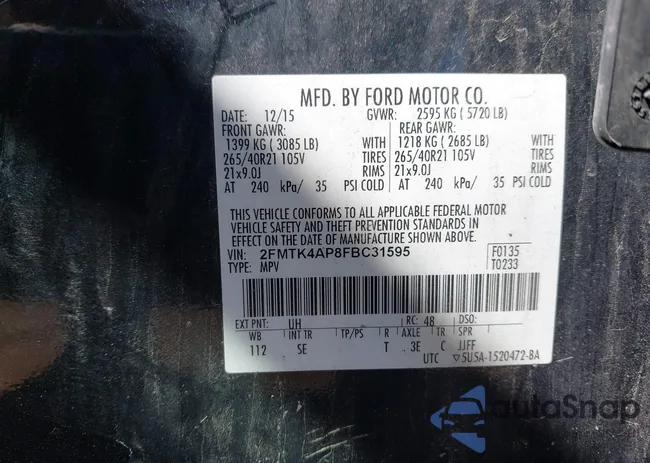 MFD. BY FORD MOTOR CO.
DATE: 12/15 GVWR: 2595 KG ( 5720 LB)
FRONT GAWR: REAR GAWR:
1399 KG ( 3085 LB) WITH 1218 KG ( 2685 LB) WITH
265/40R21 105V TIRES 265/40R21 105V TIRES
21x9.0J RIMS 21x9.0J RIMS
AT 240 kPa/ 35 PSI COLD AT 240 kPa/ 35 PSI COLD
THIS VEHICLE CONFORMS TO ALL APPLICABLE FEDERAL MOTOR
VEHICLE SAFETY AND THEFT PREVENTION STANDARDS IN
EFFECT ON THE DATE OF MANUFACTURE SHOWN ABOVE.
VIN: 2FMTK4AP8FBC31595 F0135
TYPE: MPV T0233
EXT PNT: UH RC: 48 DSO:
WB INT TR TP/PS R AXLE TR SPR
112 SE T 3E C JJFF
UTC ▽5U5A-1520472-BA
autoSnap